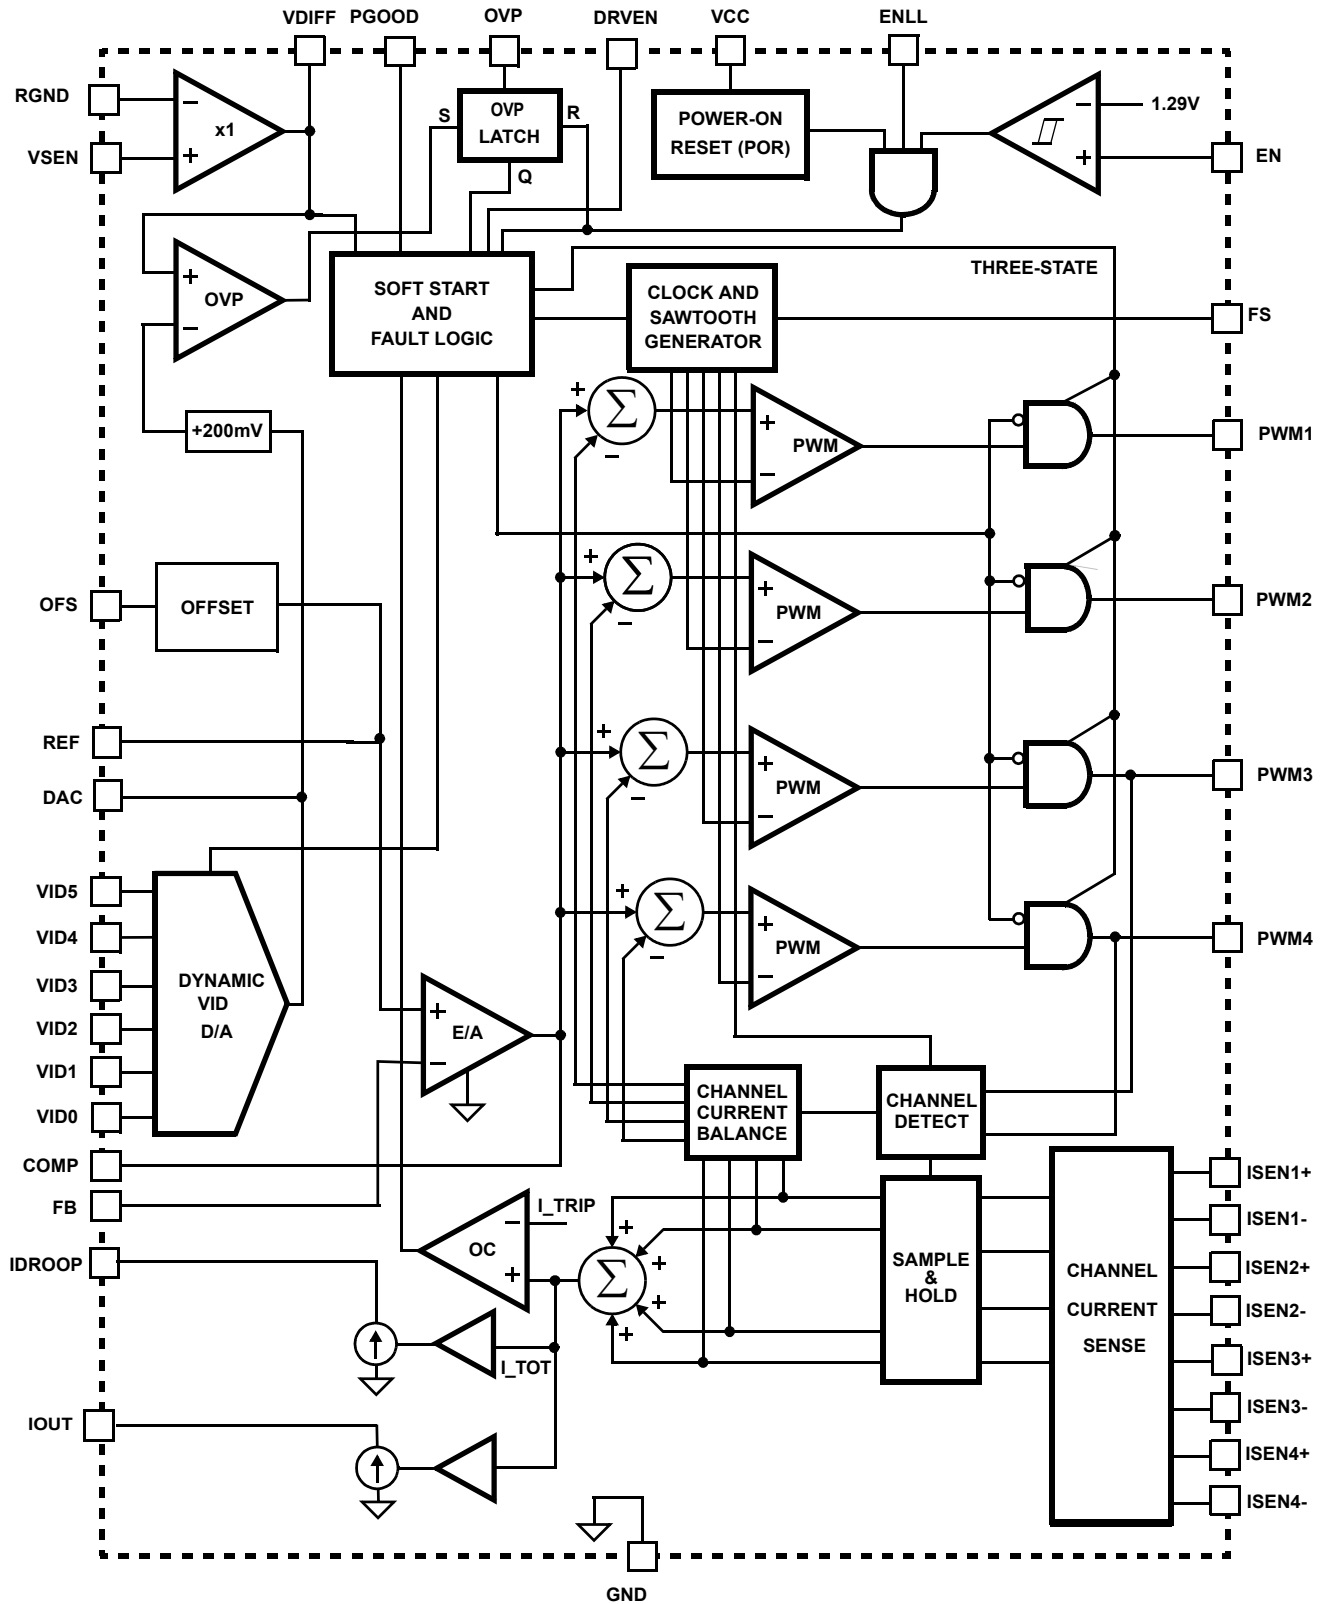 VDIFF
PGOOD
OVP
DRVEN
VCC
ENLL
RGND
−
x1
VSEN
+
S
OVP
LATCH
R
Q
POWER-ON
RESET (POR)
−
1.29V
+
EN
+
OVP
−
SOFT START
AND
FAULT LOGIC
CLOCK AND
SAWTOOTH
GENERATOR
THREE-STATE
FS
+200mV
+
∑
−
+
PWM
−
PWM1
OFS
OFFSET
+
∑
−
+
PWM
−
PWM2
REF
DAC
+
∑
−
+
PWM
−
PWM3
VID5
VID4
VID3
VID2
VID1
VID0
DYNAMIC
VID
D/A
+
∑
−
+
PWM
−
PWM4
+
E/A
−
CHANNEL
CURRENT
BALANCE
CHANNEL
DETECT
COMP
FB
IDROOP
IOUT
−
I_TRIP
OC
+
I_TOT
+
+
∑
+
+
SAMPLE
&
HOLD
CHANNEL
CURRENT
SENSE
ISEN1+
ISEN1-
ISEN2+
ISEN2-
ISEN3+
ISEN3-
ISEN4+
ISEN4-
GND